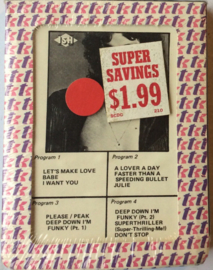 SUPER
SAVINGS
$1.99
Program 1
LET'S MAKE LOVE
BABE
I WANT YOU
Program 2
A LOVER A DAY
FASTER THAN A
SPEEDING BULLET
JULIE
Program 3
PLEASE / PEAK
DEEP DOWN I'M
FUNKY (Pt. 1)
Program 4
DEEP DOWN I'M
FUNKY (Pt. 2)
SUPERTHRILLER
(Super-Thrilling-Me!)
DON'T STOP